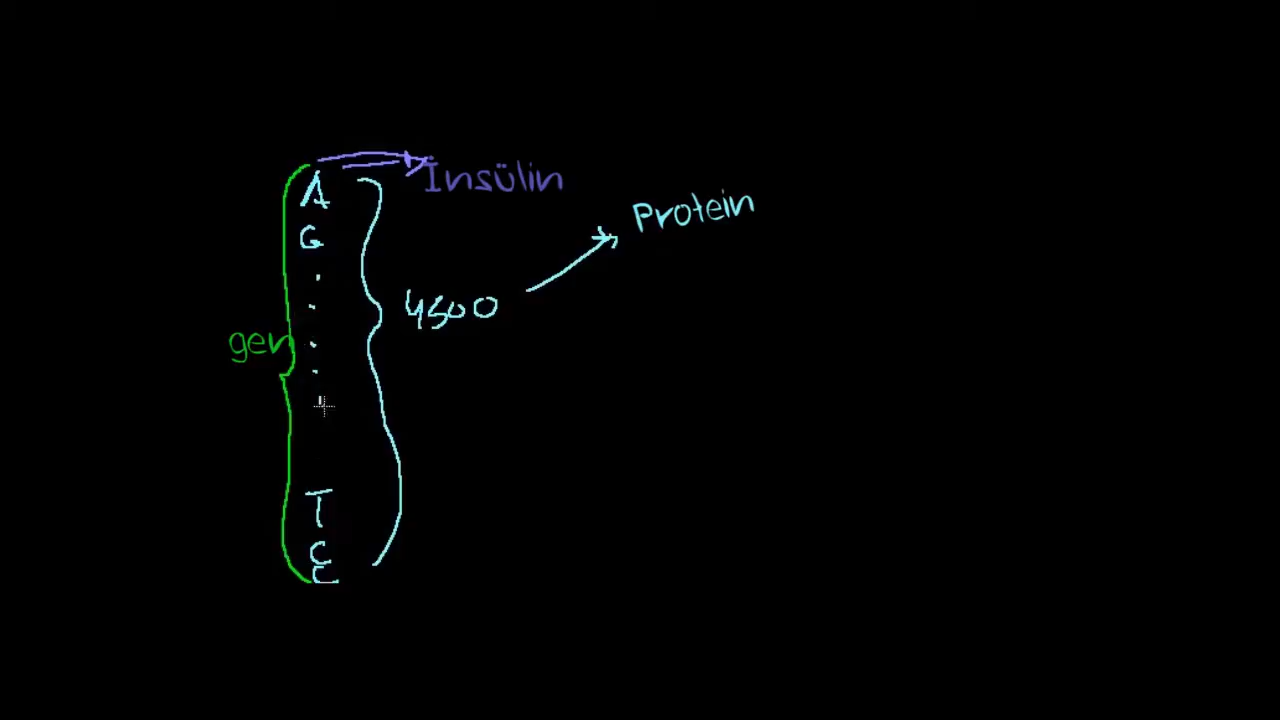 İnsülin
A
Protein
G
.
.
4500
gen
.
.
T
C
C